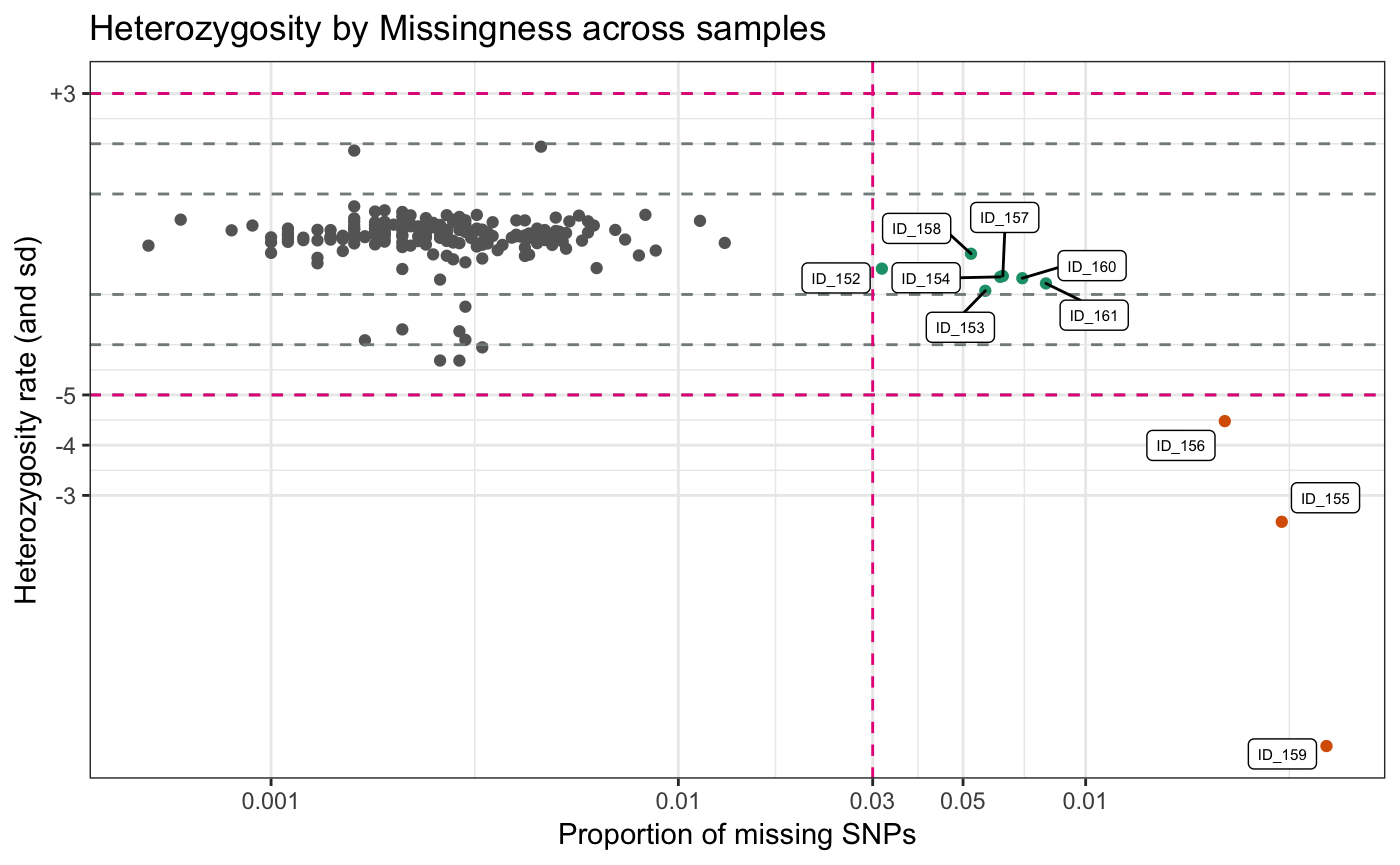 Heterozygosity by Missingness across samples
Heterozygosity rate (and sd)
+3
-5
-4
-3
ID_157
ID_158
ID_160
ID_152
ID_154
ID_161
ID_153
ID_156
ID_155
ID_159
0.001
0.01
0.03
0.05
0.01
Proportion of missing SNPs